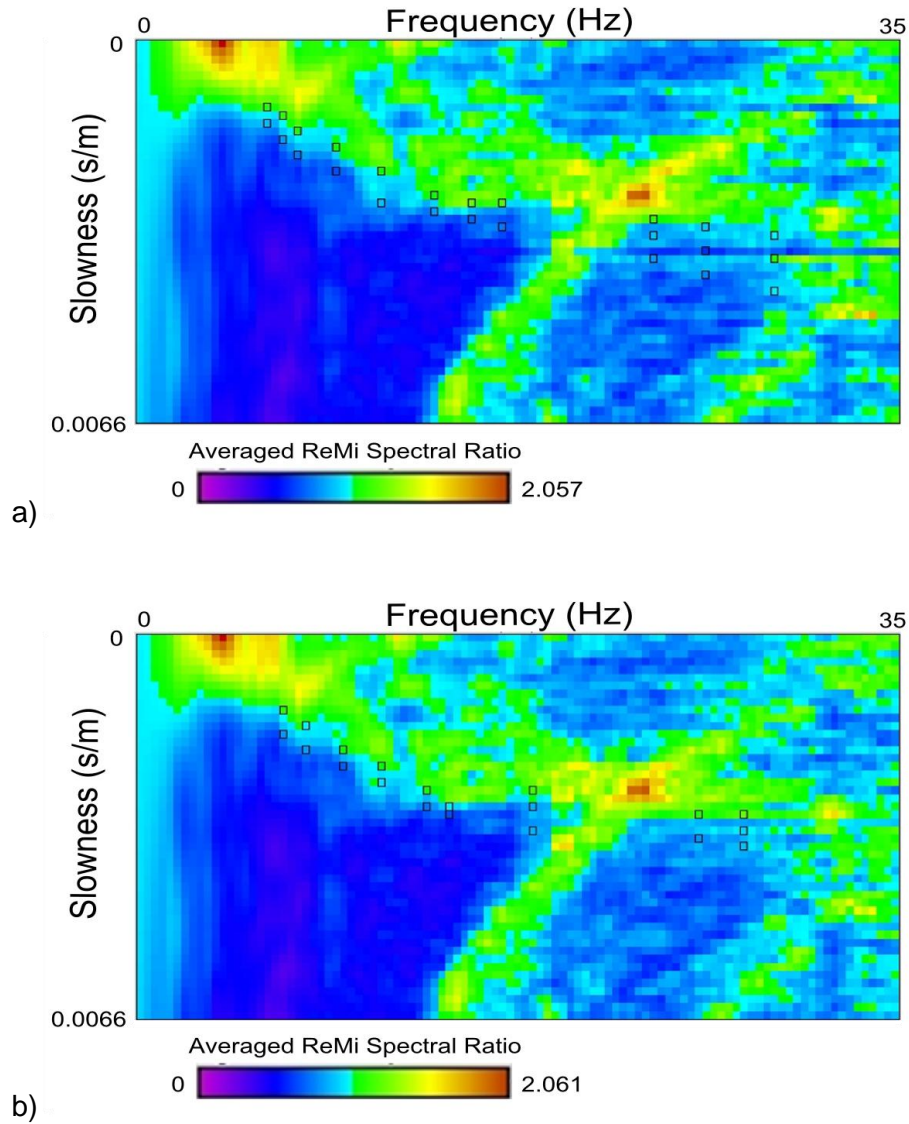 Frequency (Hz)
0 35
0
Slowness (s/m)
0.0066
Averaged ReMi Spectral Ratio
0 2.057
a)
Frequency (Hz)
0 35
0
Slowness (s/m)
0.0066
Averaged ReMi Spectral Ratio
0 2.061
b)